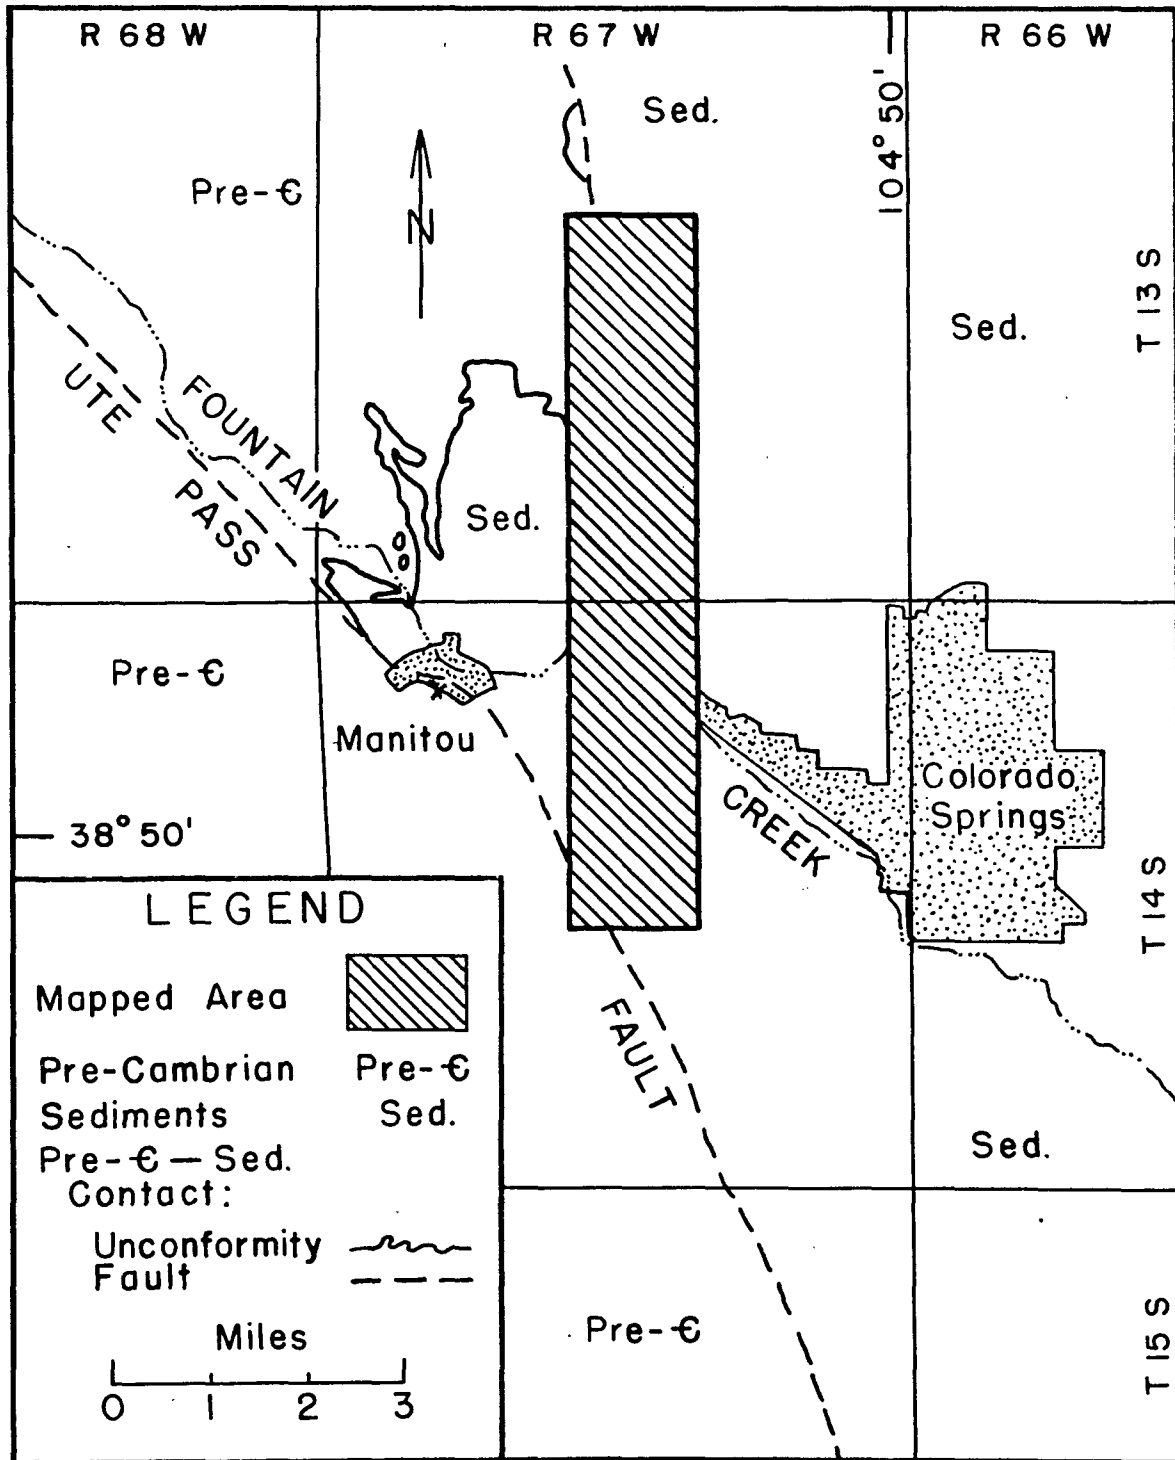 R 68 W
R 67 W
R 66 W
104° 50'
Sed.
Pre-Ꞓ
N
T 13 S
Sed.
UTE
FOUNTAIN
PASS
Sed.
Pre-Ꞓ
Manitou
Colorado
Springs
CREEK
38° 50'
T 14 S
LEGEND
Mapped Area
Pre-Cambrian Pre-Ꞓ
Sediments Sed.
Pre-Ꞓ — Sed.
Contact:
Unconformity
Fault
Miles
0 1 2 3
FAULT
Sed.
Pre-Ꞓ
T 15 S